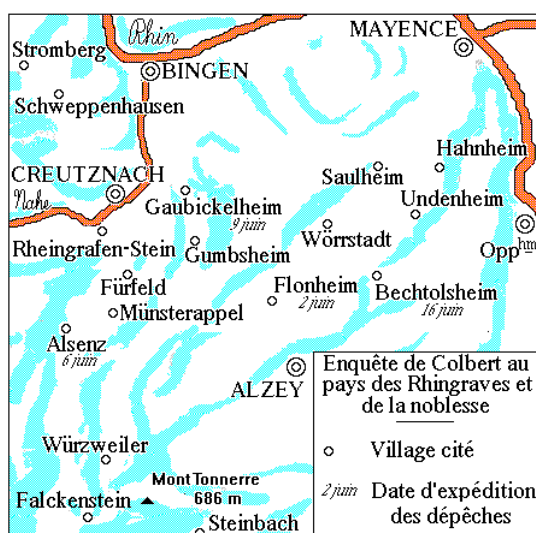 Rhin
MAYENCE
Stromberg
BINGEN
Schweppenhausen
Hahnheim
CREUTZNACH
Saulheim
Nahe
Gaubickelheim
9 juin
Undenheim
Rheingrafen-Stein
Gumbsheim
Wörrstadt
Opphm
Fürfeld
Flonheim
2 juin
Bechtolsheim
16 juin
Münsterappel
Alsenz
6 juin
ALZEY
Enquête de Colbert au
pays des Rhingraves et
de la noblesse
Village cité
2 juin Date d'expédition
des dépêches
Würzweiler
Mont Tonnerre
686 m
Falckenstein
Steinbach